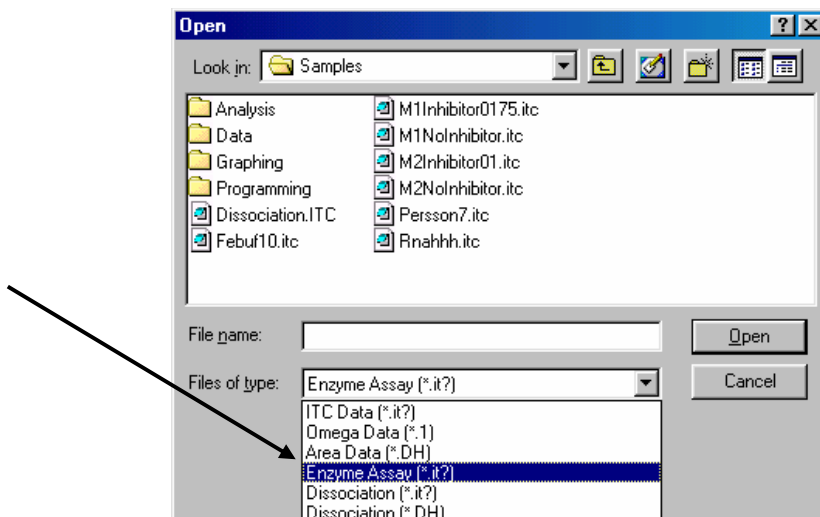 Open
Look in: Samples
Analysis
Data
Graphing
Programming
Dissociation.ITC
Febuf10.itc
M1Inhibitor0175.itc
M1NoInhibitor.itc
M2Inhibitor01.itc
M2NoInhibitor.itc
Persson7.itc
Rnahhh.itc
File name:
Open
Files of type: Enzyme Assay (*.it?)
Cancel
ITC Data (*.it?)
Omega Data (*.1)
Area Data (*.DH)
Enzyme Assay (*.it?)
Dissociation (*.it?)
Dissociation (*.DH)